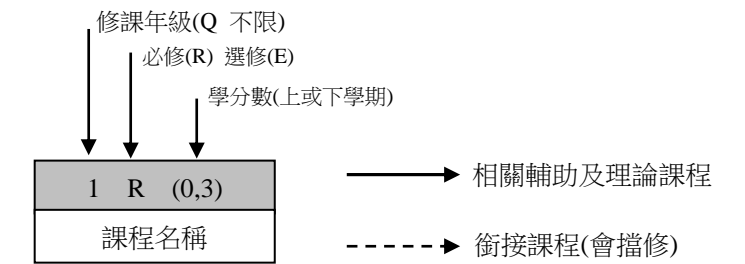 修課年級(Q 不限)
必修(R) 選修(E)
學分數(上或下學期)
1 R (0,3)
課程名稱
相關輔助及理論課程
銜接課程(會擋修)